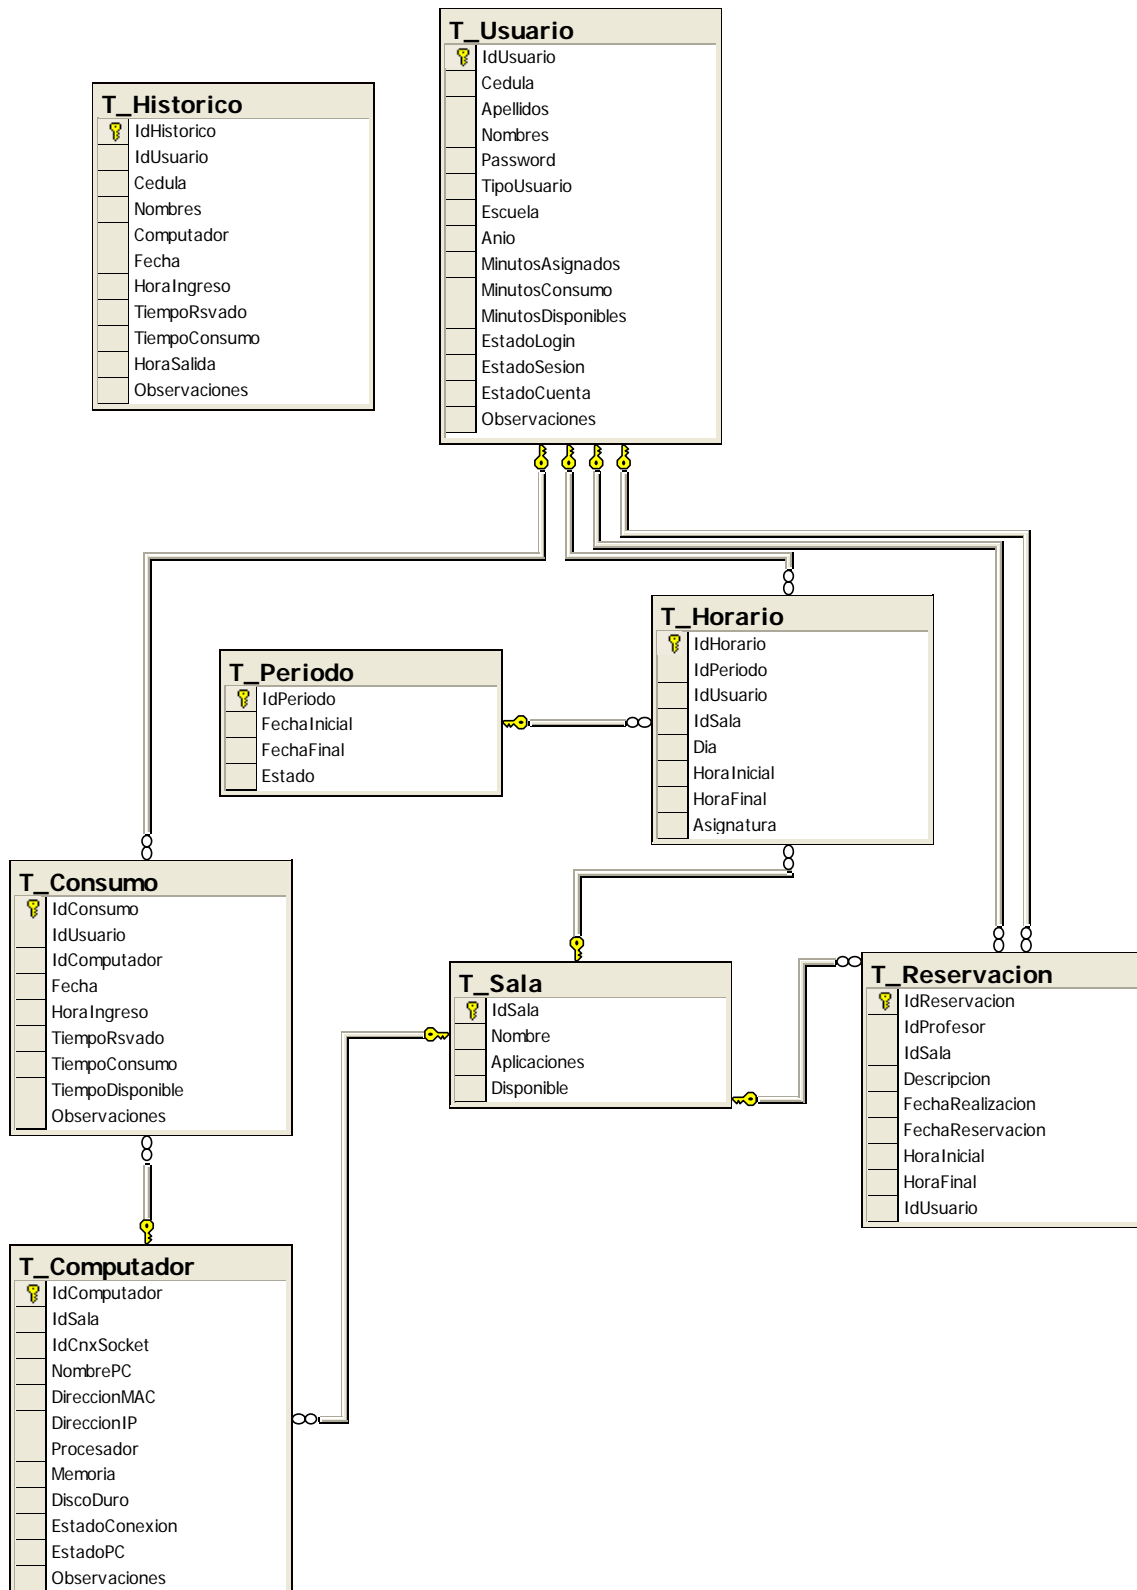 T_Usuario
IdUsuario
Cedula
Apellidos
Nombres
Password
TipoUsuario
Escuela
Anio
MinutosAsignados
MinutosConsumo
MinutosDisponibles
EstadoLogin
EstadoSesion
EstadoCuenta
Observaciones
T_Historico
IdHistorico
IdUsuario
Cedula
Nombres
Computador
Fecha
HoraIngreso
TiempoRsvado
TiempoConsumo
HoraSalida
Observaciones
T_Horario
IdHorario
IdPeriodo
IdUsuario
IdSala
Dia
HoraInicial
HoraFinal
Asignatura
T_Periodo
IdPeriodo
FechaInicial
FechaFinal
Estado
T_Consumo
IdConsumo
IdUsuario
IdComputador
Fecha
HoraIngreso
TiempoRsvado
TiempoConsumo
TiempoDisponible
Observaciones
T_Sala
IdSala
Nombre
Aplicaciones
Disponible
T_Reservacion
IdReservacion
IdProfesor
IdSala
Descripcion
FechaRealizacion
FechaReservacion
HoraInicial
HoraFinal
IdUsuario
T_Computador
IdComputador
IdSala
IdCnxSocket
NombrePC
DireccionMAC
DireccionIP
Procesador
Memoria
DiscoDuro
EstadoConexion
EstadoPC
Observaciones